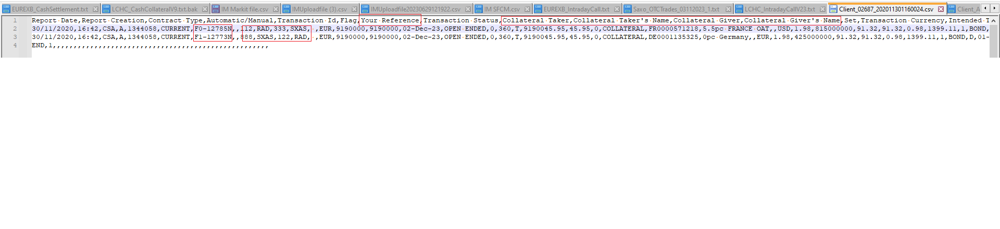 EUREXB_CashSettlement.txt LCHC_CashCollateralV9.txt.bak IM Markit file.csv IMUploadfile (3).csv IMUploadfile20230629121922.csv IM SFCM.csv EUREXB_IntradayCall.txt Saxo_OTCTrades_03112023_1.txt LCHC_IntradayCallV23.txt Client_02687_202011301160024.csv Client_A
1 Report Date,Report Creation,Contract Type,Automatic/Manual,Transaction Id,Flag,Your Reference,Transaction Status,Collateral Taker,Collateral Taker's Name,Collateral Giver,Collateral Giver's Name,Set,Transaction Currency,Intended T
2 30/11/2020,16:42,CSA,A,1344058,CURRENT,F0-12785N,,112,RAD,333,SXAS, ,EUR,9190000,9190000,02-Dec-23,OPEN ENDED,0,360,T,9190045.95,45.95,0,COLLATERAL,FR0000571218,5.5pc FRANCE OAT,,USD,1.98,815000000,91.32,91.32,0.98,1399.11,1,BOND,
3 30/11/2020,16:42,CSA,A,1344058,CURRENT,F1-12773N,,888,SXAS,122,RAD, ,EUR,9190000,9190000,02-Dec-23,OPEN ENDED,0,360,T,9190045.95,45.95,0,COLLATERAL,DE0001135325,0pc Germany,,EUR,1.98,425000000,91.32,91.32,0.98,1399.11,1,BOND,D,01-
4 END,1,,,,,,,,,,,,,,,,,,,,,,,,,,,,,,,,,,,,,,,,,,,,,,,,,,,,